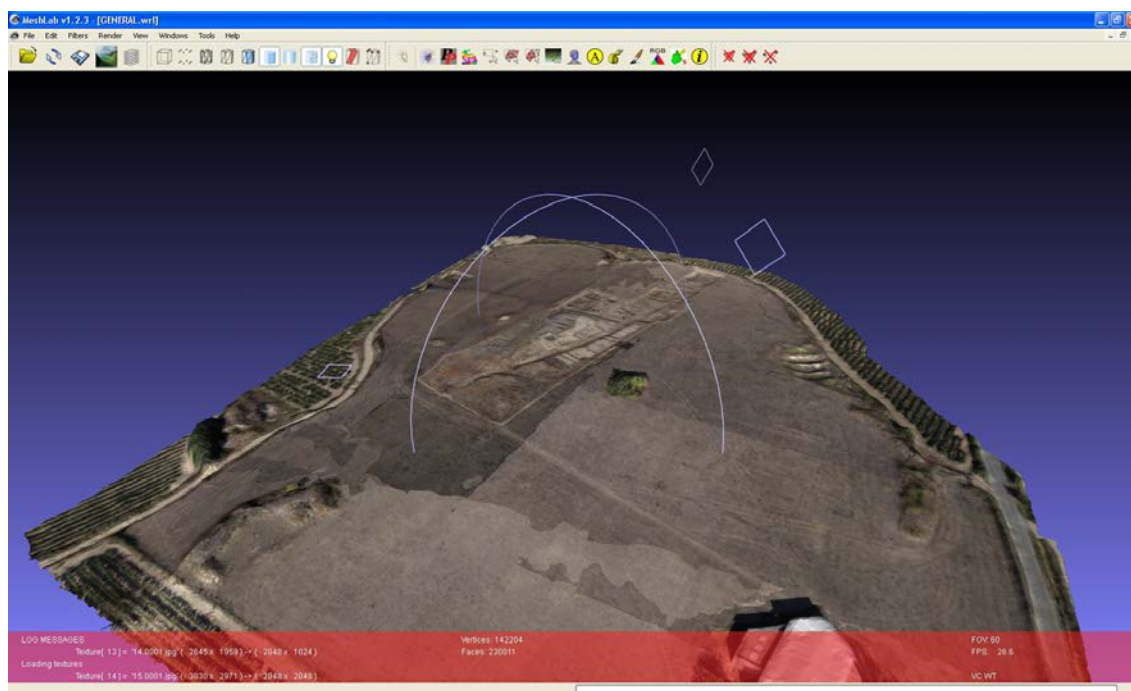 MeshLab v1.2.3 - [GENERAL.wrl]
File Edit Filters Render View Windows Tools Help
RGB
A
i
LOG MESSAGES
Texture[ 13 ] = '14.0001.jpg' ( 2645 x 1959 ) -> ( 2048 x 1024 )
Loading textures
Texture[ 14 ] = '15.0001.jpg' ( 3030 x 2971 ) -> ( 2048 x 2048 )
Vertices: 142204
Faces: 230011
FOV: 60
FPS: 26.6
VC WT